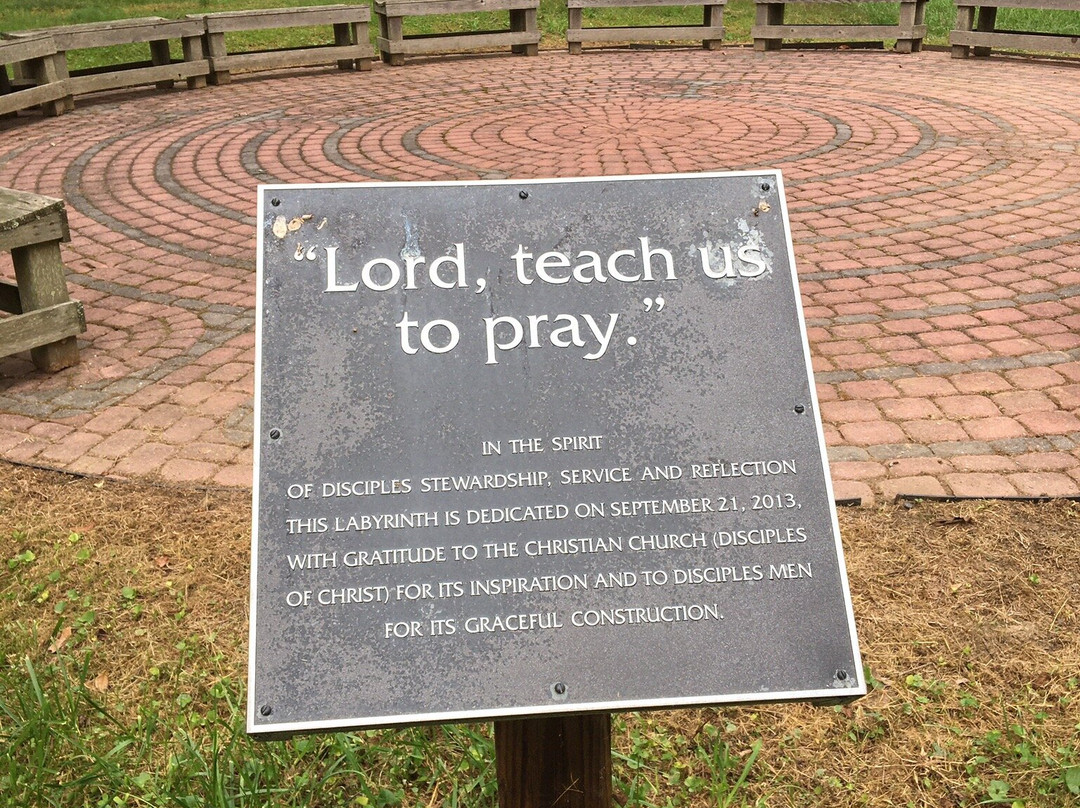 “Lord, teach us
to pray.”
IN THE SPIRIT
OF DISCIPLES STEWARDSHIP, SERVICE AND REFLECTION
THIS LABYRINTH IS DEDICATED ON SEPTEMBER 21, 2013,
WITH GRATITUDE TO THE CHRISTIAN CHURCH (DISCIPLES
OF CHRIST) FOR ITS INSPIRATION AND TO DISCIPLES MEN
FOR ITS GRACEFUL CONSTRUCTION.